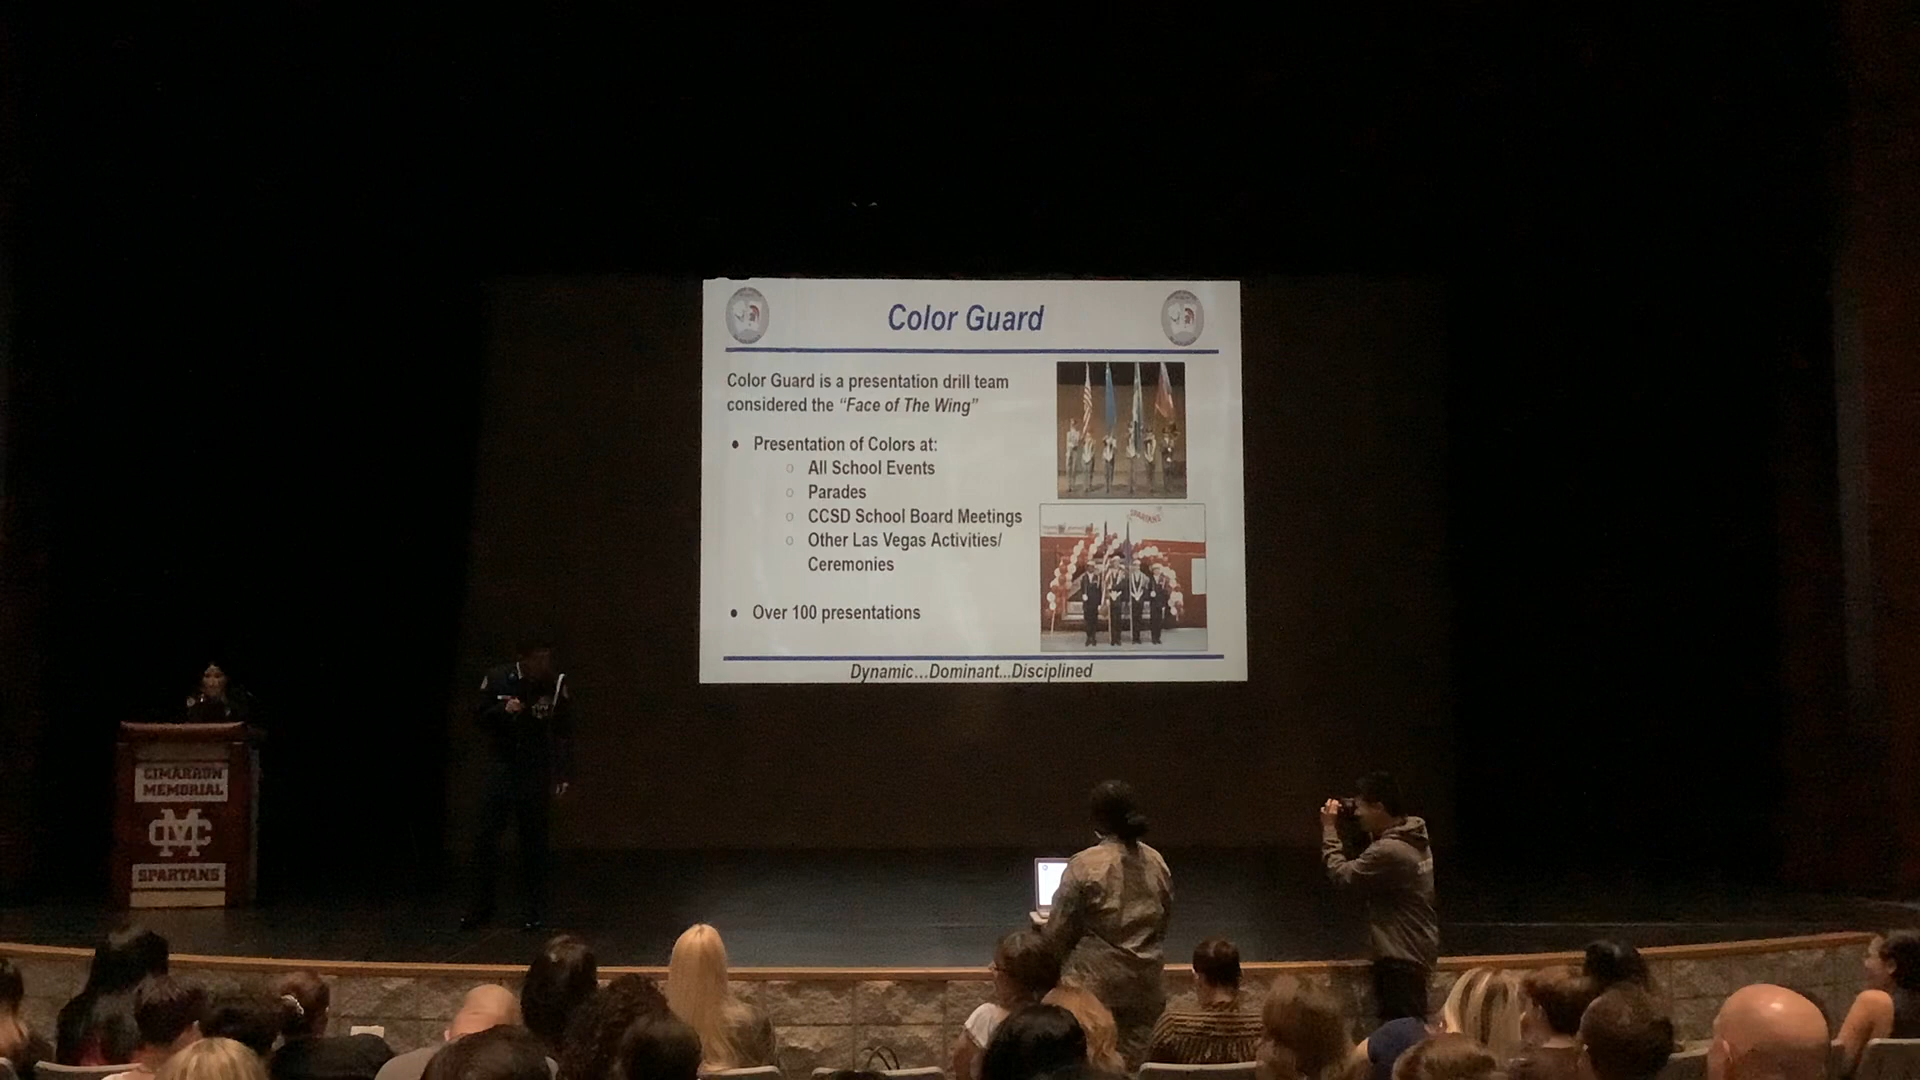 Color Guard
Color Guard is a presentation drill team
considered the “Face of The Wing”
• Presentation of Colors at:
o All School Events
o Parades
o CCSD School Board Meetings
o Other Las Vegas Activities/
Ceremonies
• Over 100 presentations
Dynamic...Dominant...Disciplined
SPARTANS
CIMARRON
MEMORIAL
CM
SPARTANS